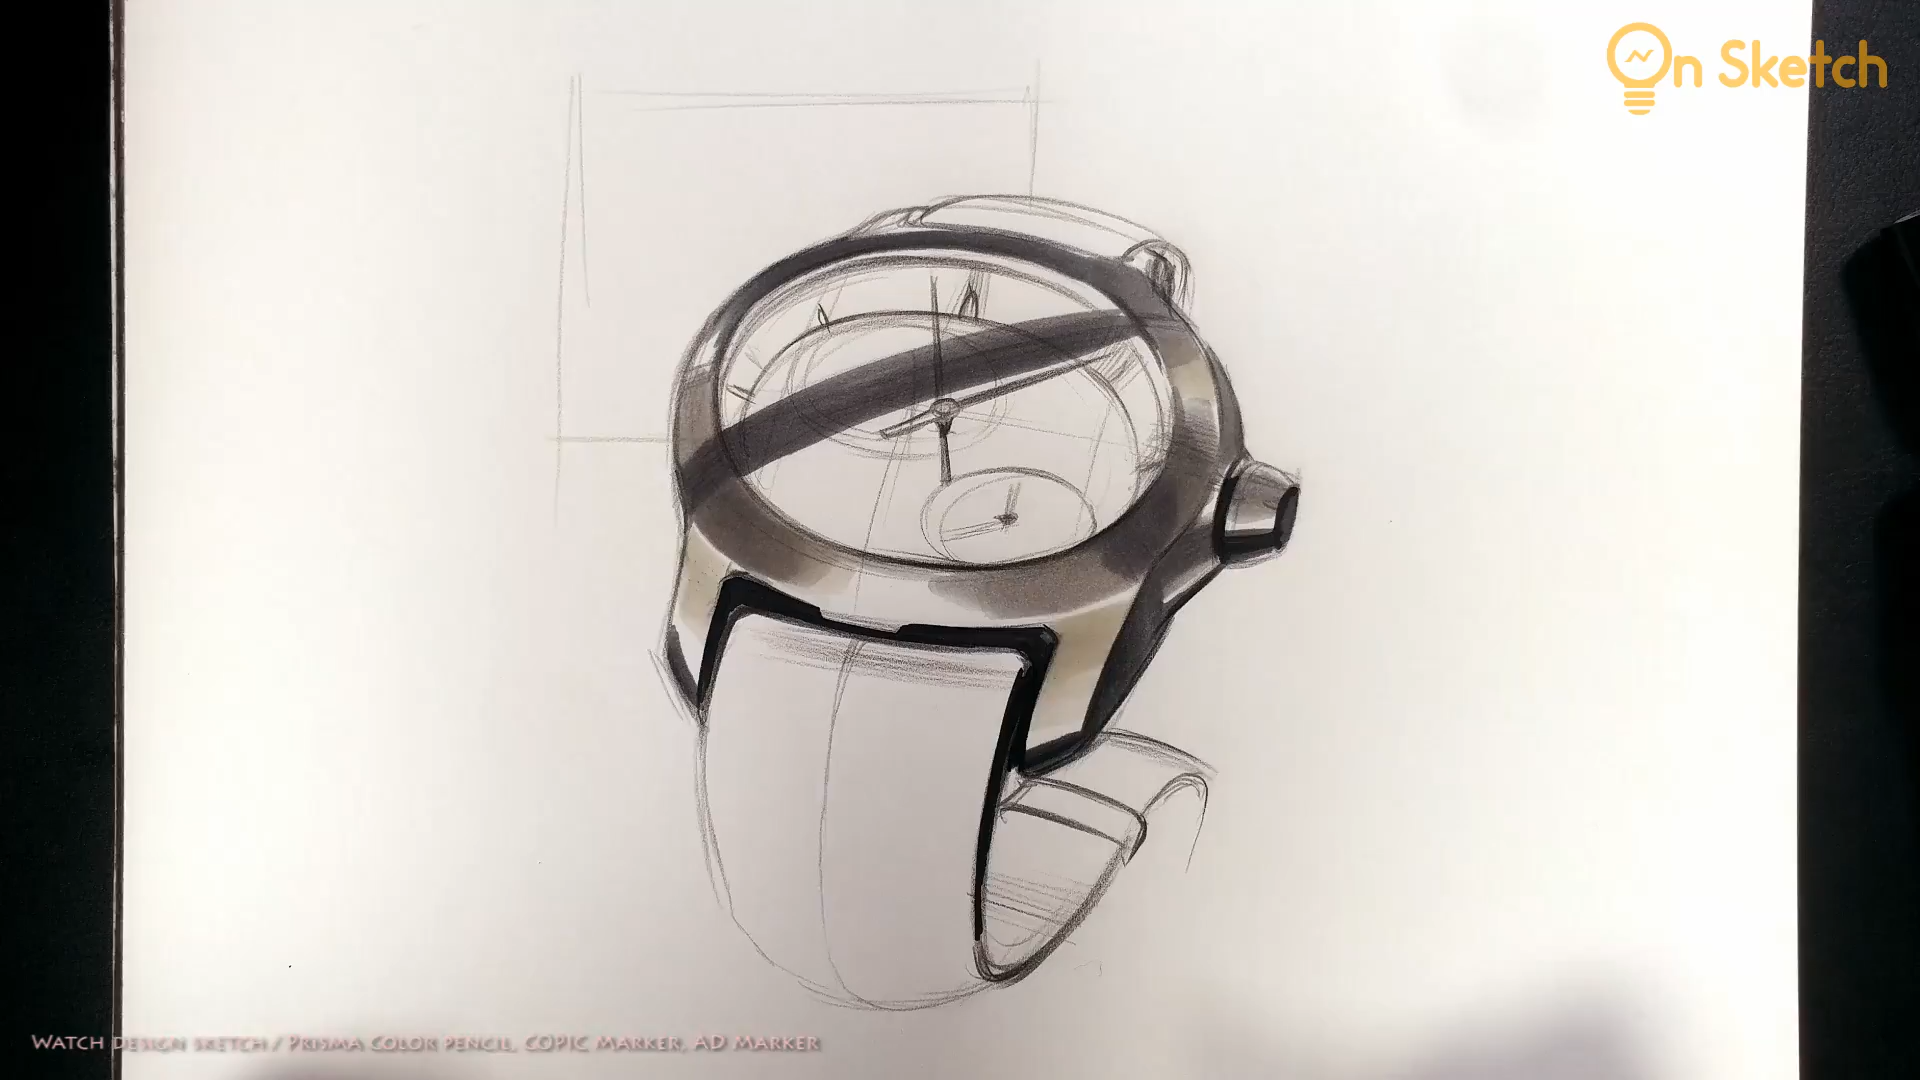 On Sketch
Watch design sketch / Prisma Color pencil, COPIC Marker, AD Marker